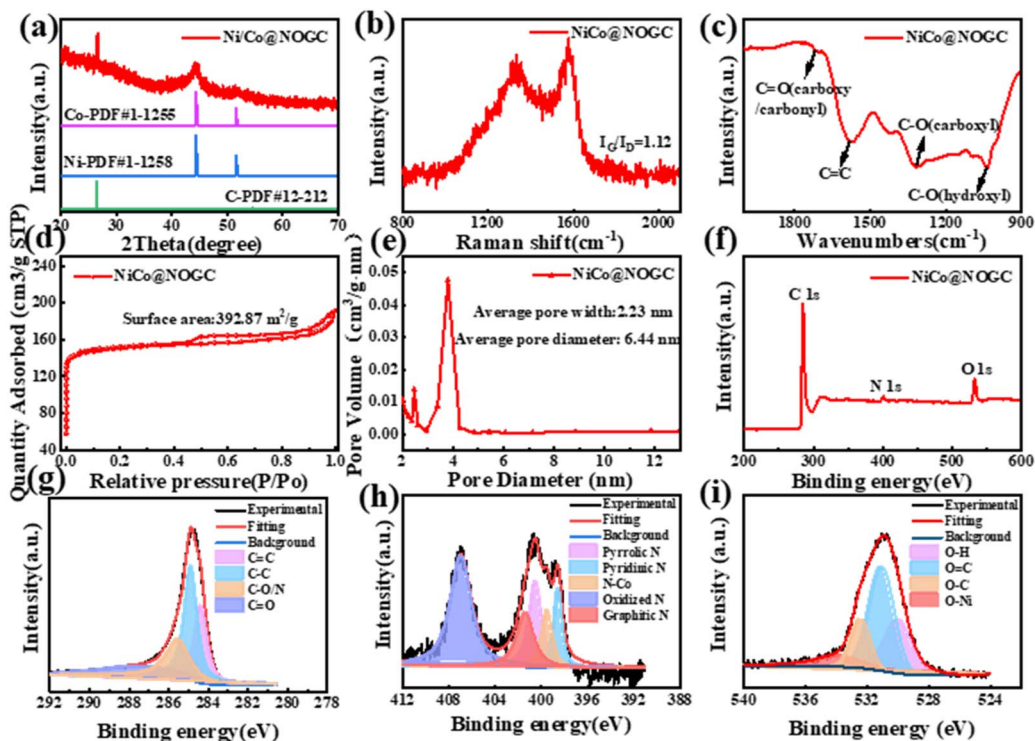 (a)
Ni/Co@NOGC
Co-PDF#1-1255
Ni-PDF#1-1258
C-PDF#12-212
Intensity(a.u.)
20 30 40 50 60 70
2Theta(degree)
(b)
NiCo@NOGC
I_G/I_D=1.12
Intensity(a.u.)
800 1200 1600 2000
Raman shift(cm⁻¹)
(c)
NiCo@NOGC
C=O(carboxy
/carbonyl)
C-O(carboxyl)
C=C
C-O(hydroxyl)
Intensity(a.u.)
1800 1500 1200 900
Wavenumbers(cm⁻¹)
(d)
NiCo@NOGC
Surface area:392.87 m²/g
Quantity Adsorbed (cm3/g STP)
240
200
160
120
80
40
0.0 0.2 0.4 0.6 0.8 1.0
Relative pressure(P/Po)
(e)
NiCo@NOGC
Average pore width:2.23 nm
Average pore diameter: 6.44 nm
Pore Volume (cm³/g·nm)
0.05
0.04
0.03
0.02
0.01
0.00
2 4 6 8 10 12
Pore Diameter (nm)
(f)
NiCo@NOGC
C 1s
N 1s
O 1s
Intensity(a.u.)
200 300 400 500 600
Binding energy(eV)
(g)
Experimental
Fitting
Background
C=C
C-C
C-O/N
C=O
Intensity(a.u.)
292 290 288 286 284 282 280 278
Binding energy(eV)
(h)
Experimental
Fitting
Background
Pyrrolic N
Pyridinic N
N-Co
Oxidized N
Graphitic N
Intensity(a.u.)
412 408 404 400 396 392 388
Binding energy(eV)
(i)
Experimental
Fitting
Background
O-H
O=C
O-C
O-Ni
Intensity (a.u.)
540 536 532 528 524
Binding energy (eV)